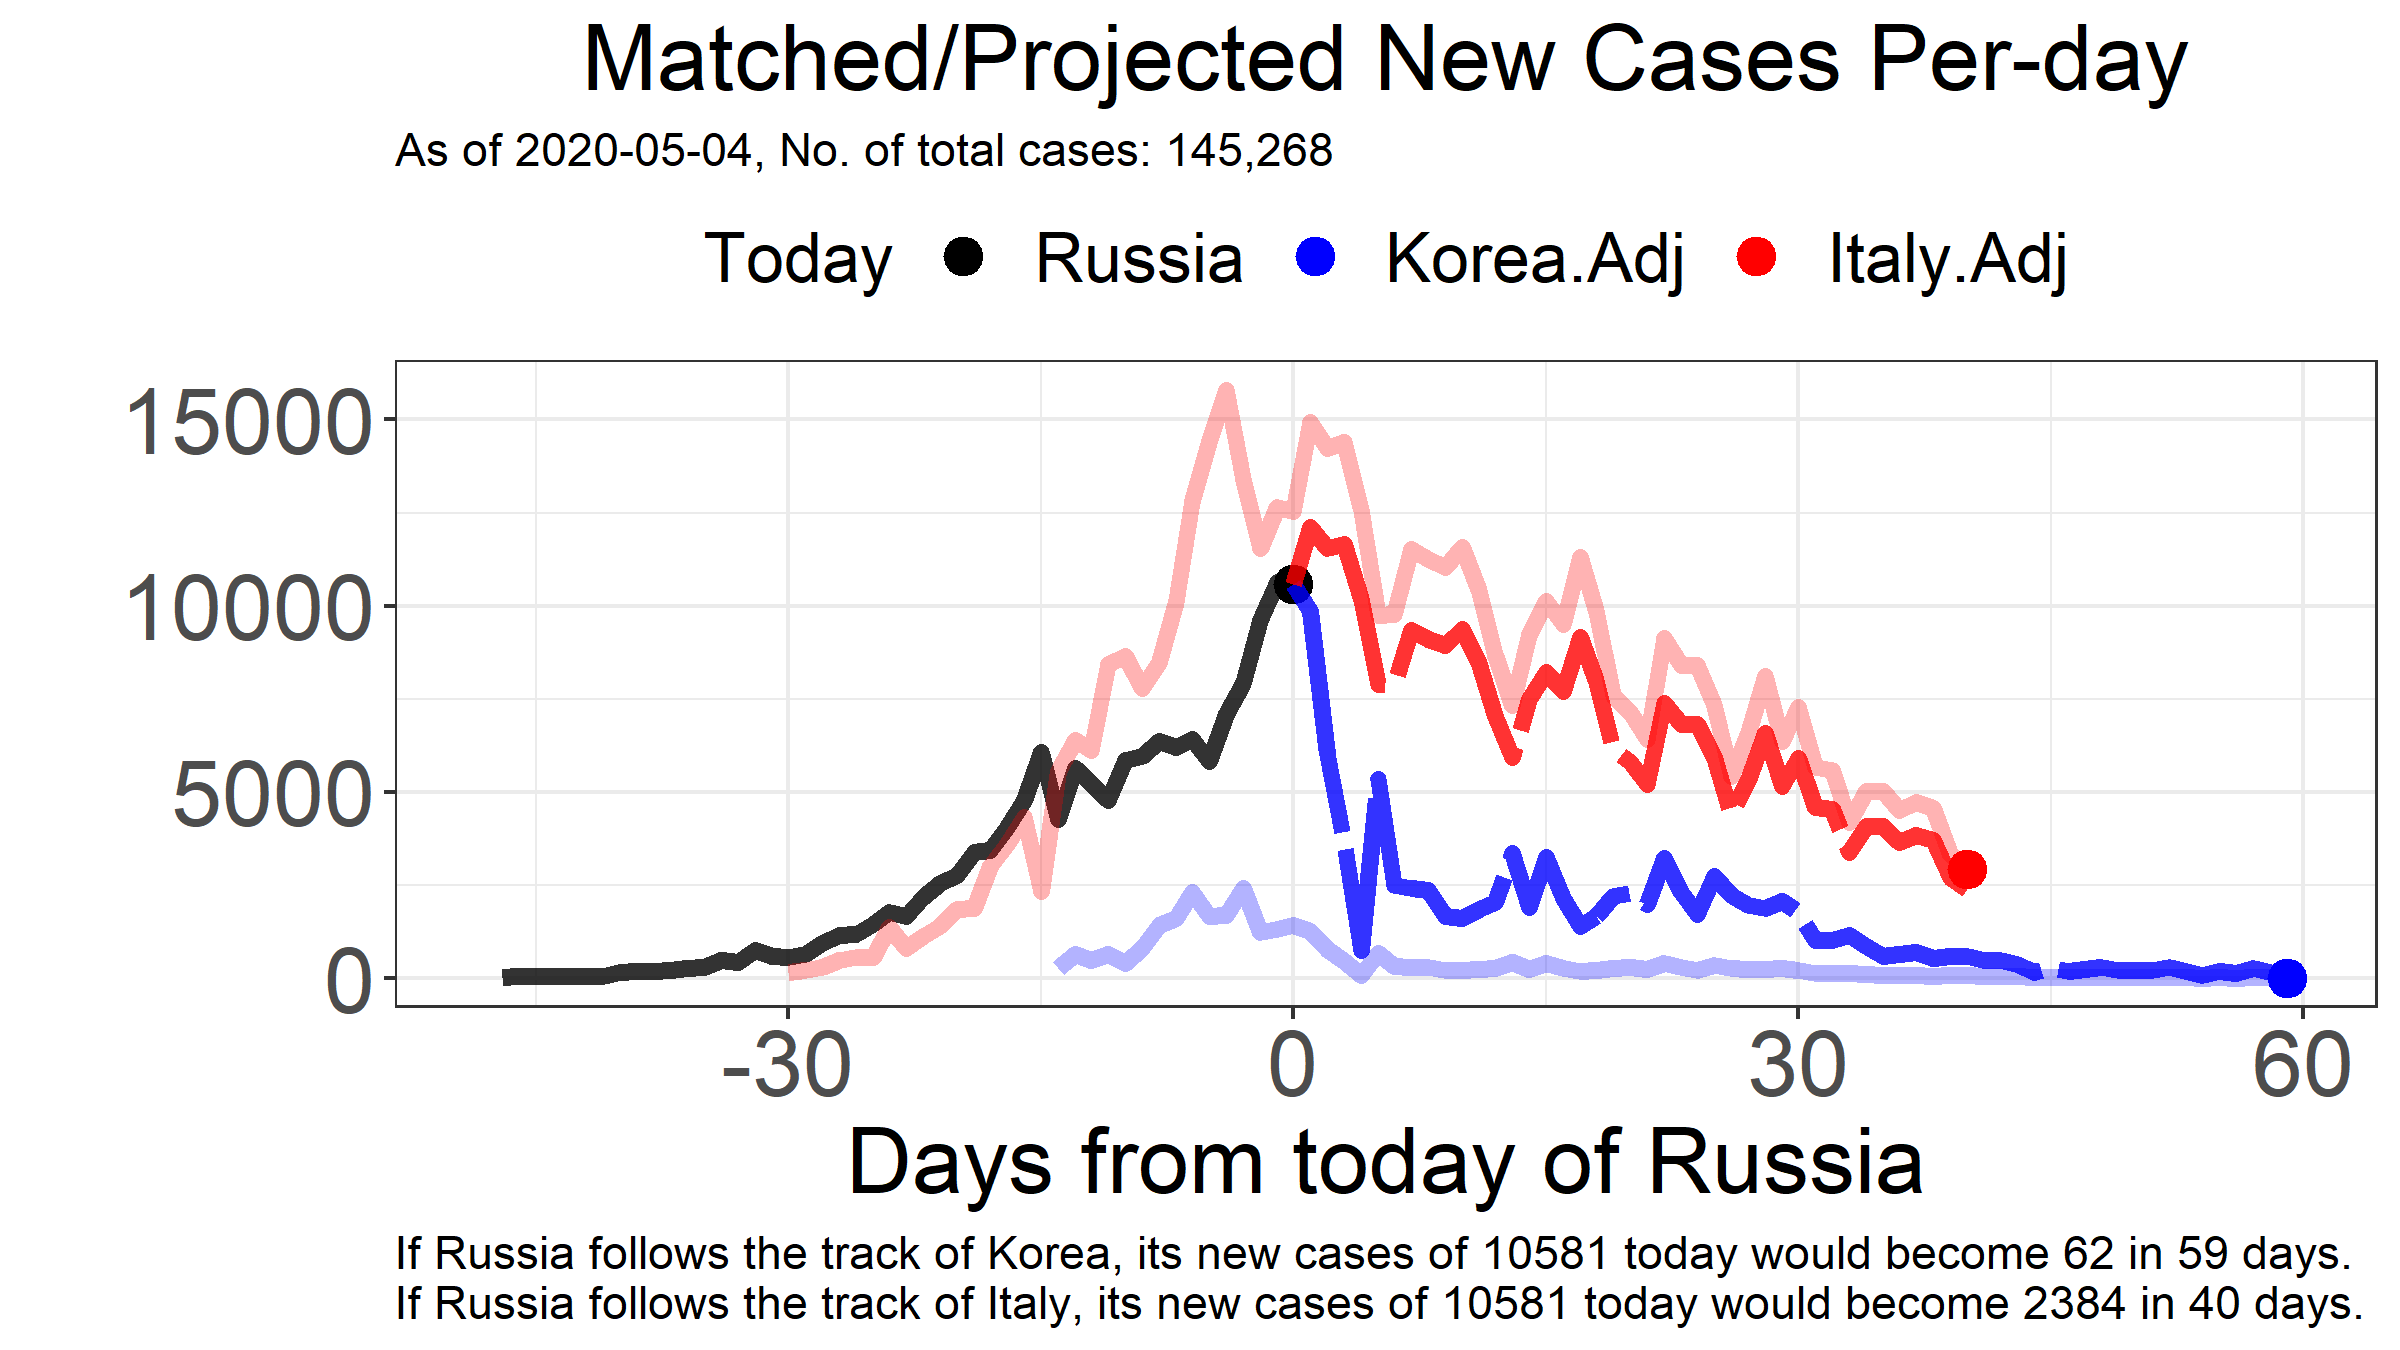 Matched/Projected New Cases Per-day
As of 2020-05-04, No. of total cases: 145,268
Today Russia Korea.Adj Italy.Adj
15000
10000
5000
0
-30 0 30 60
Days from today of Russia
If Russia follows the track of Korea, its new cases of 10581 today would become 62 in 59 days.
If Russia follows the track of Italy, its new cases of 10581 today would become 2384 in 40 days.